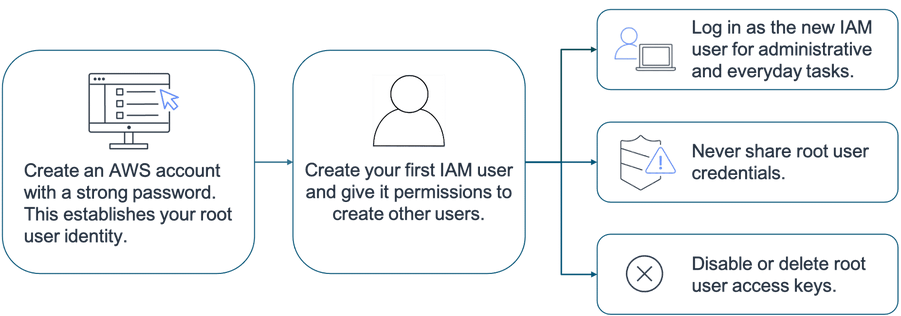 Create an AWS account
with a strong password.
This establishes your root
user identity.
Create your first IAM user
and give it permissions to
create other users.
Log in as the new IAM
user for administrative
and everyday tasks.
Never share root user
credentials.
Disable or delete root
user access keys.